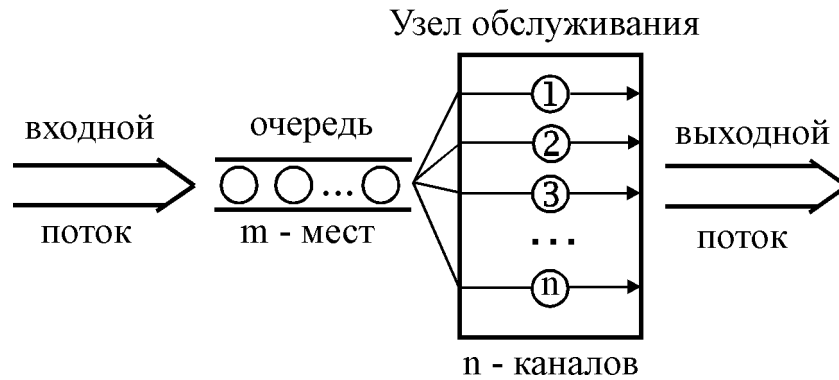 Узел обслуживания
входной
поток
очередь
...
m - мест
1
2
3
...
n
n - каналов
выходной
поток